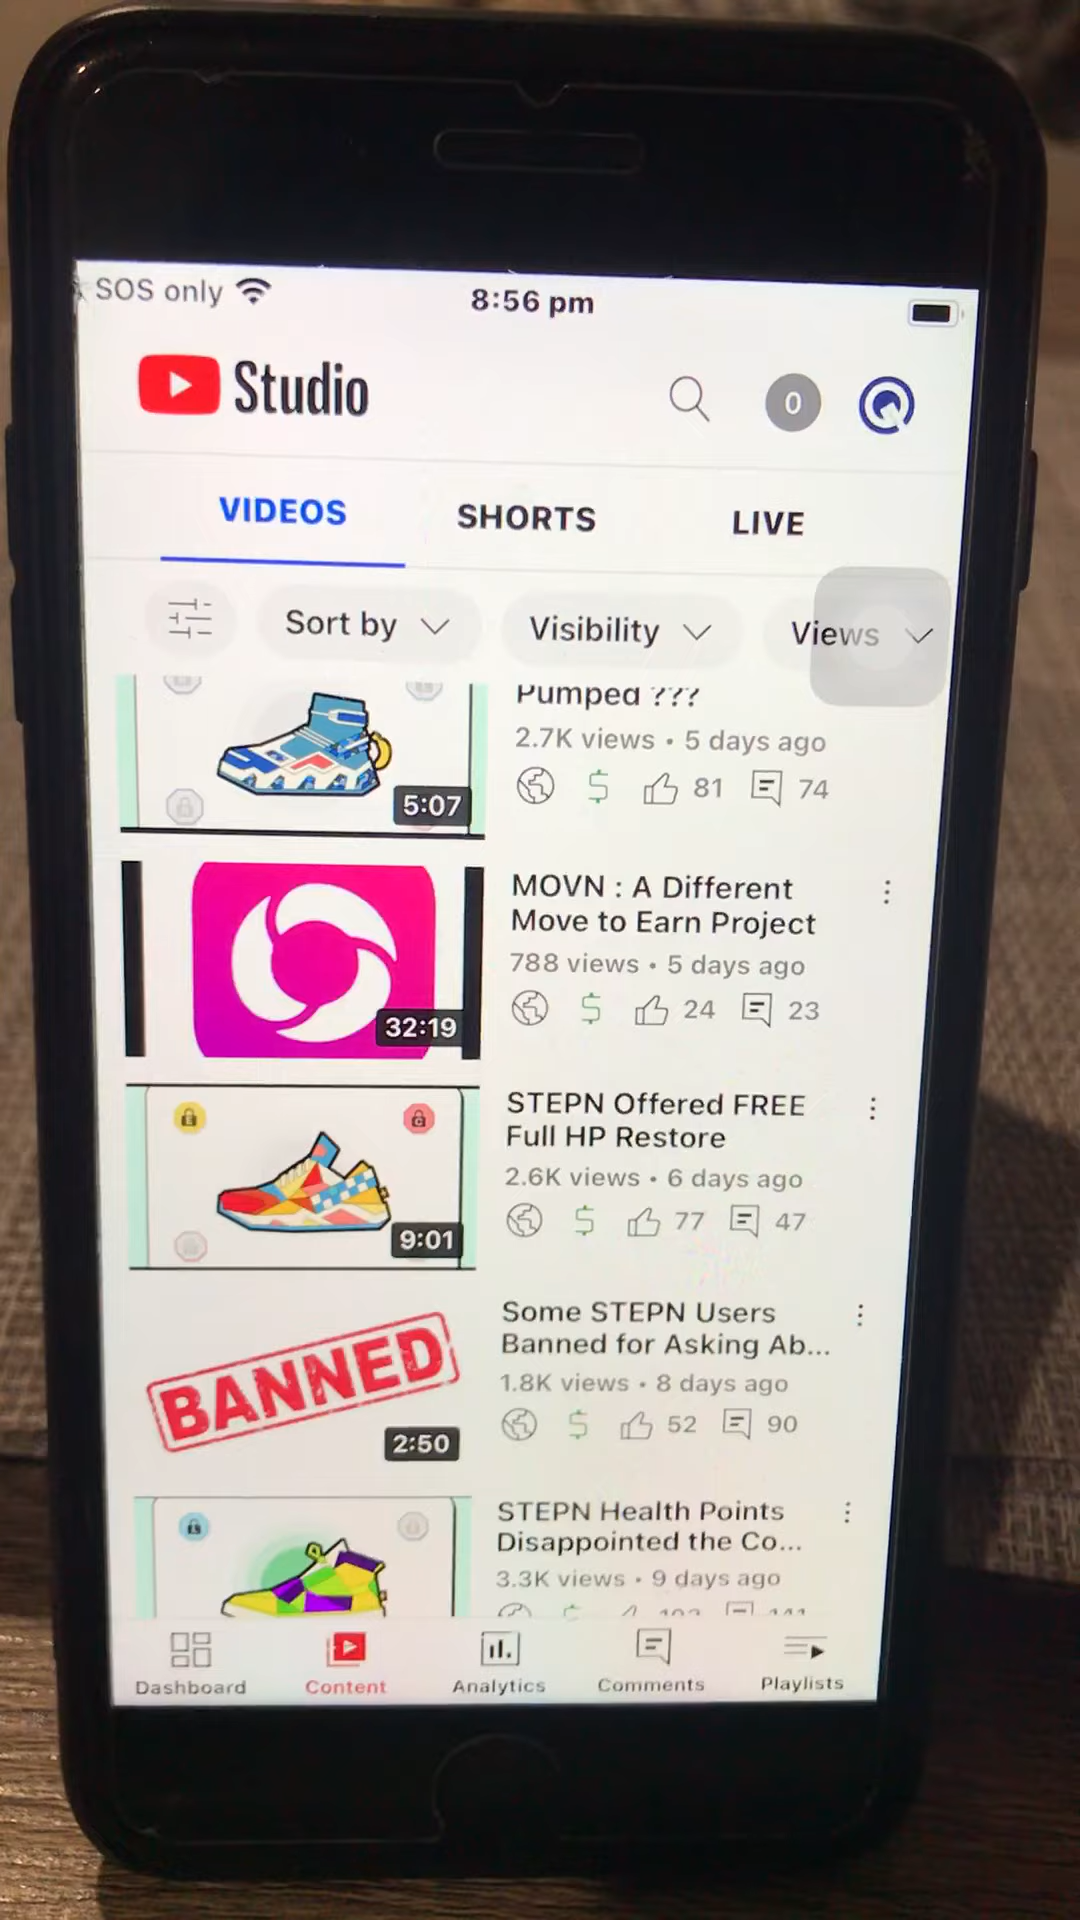 SOS only
8:56 pm
Studio
0
VIDEOS SHORTS LIVE
Sort by Visibility Views
Pumped ???
2.7K views • 5 days ago
81 74
5:07
MOVN : A Different
Move to Earn Project
788 views • 5 days ago
24 23
32:19
STEPN Offered FREE
Full HP Restore
2.6K views • 6 days ago
77 47
9:01
Some STEPN Users
Banned for Asking Ab...
1.8K views • 8 days ago
52 90
BANNED
2:50
STEPN Health Points
Disappointed the Co...
3.3K views • 9 days ago
Dashboard Content Analytics Comments Playlists